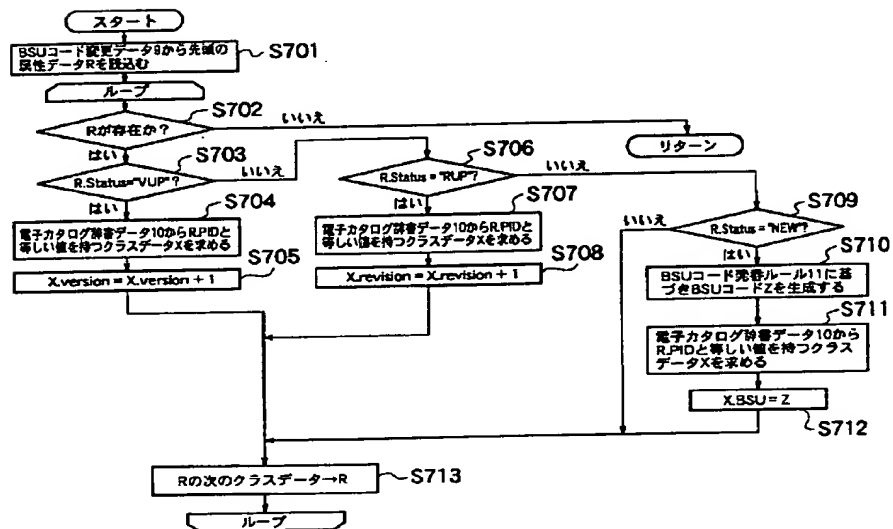 スタート
BSUコード変更データ9から先頭の
属性データRを読込む
S701
ループ
S702
Rが存在か？
いいえ
リターン
はい
S703
R.Status="VUP"？
いいえ
S706
R.Status = "RUP"？
いいえ
はい
S704
電子カタログ辞書データ10からR.PIDと
等しい値を持つクラスデータXを求める
はい
S707
電子カタログ辞書データ10からR.PIDと
等しい値を持つクラスデータXを求める
S709
R.Status = "NEW"？
いいえ
はい
S705
X.version = X.version + 1
S708
X.revision = X.revision + 1
S710
BSUコード発番ルール11に基
づきBSUコードZを生成する
S711
電子カタログ辞書データ10から
R.PIDと等しい値を持つクラス
データXを求める
X.BSU = Z
S712
Rの次のクラスデータ→R
S713
ループ